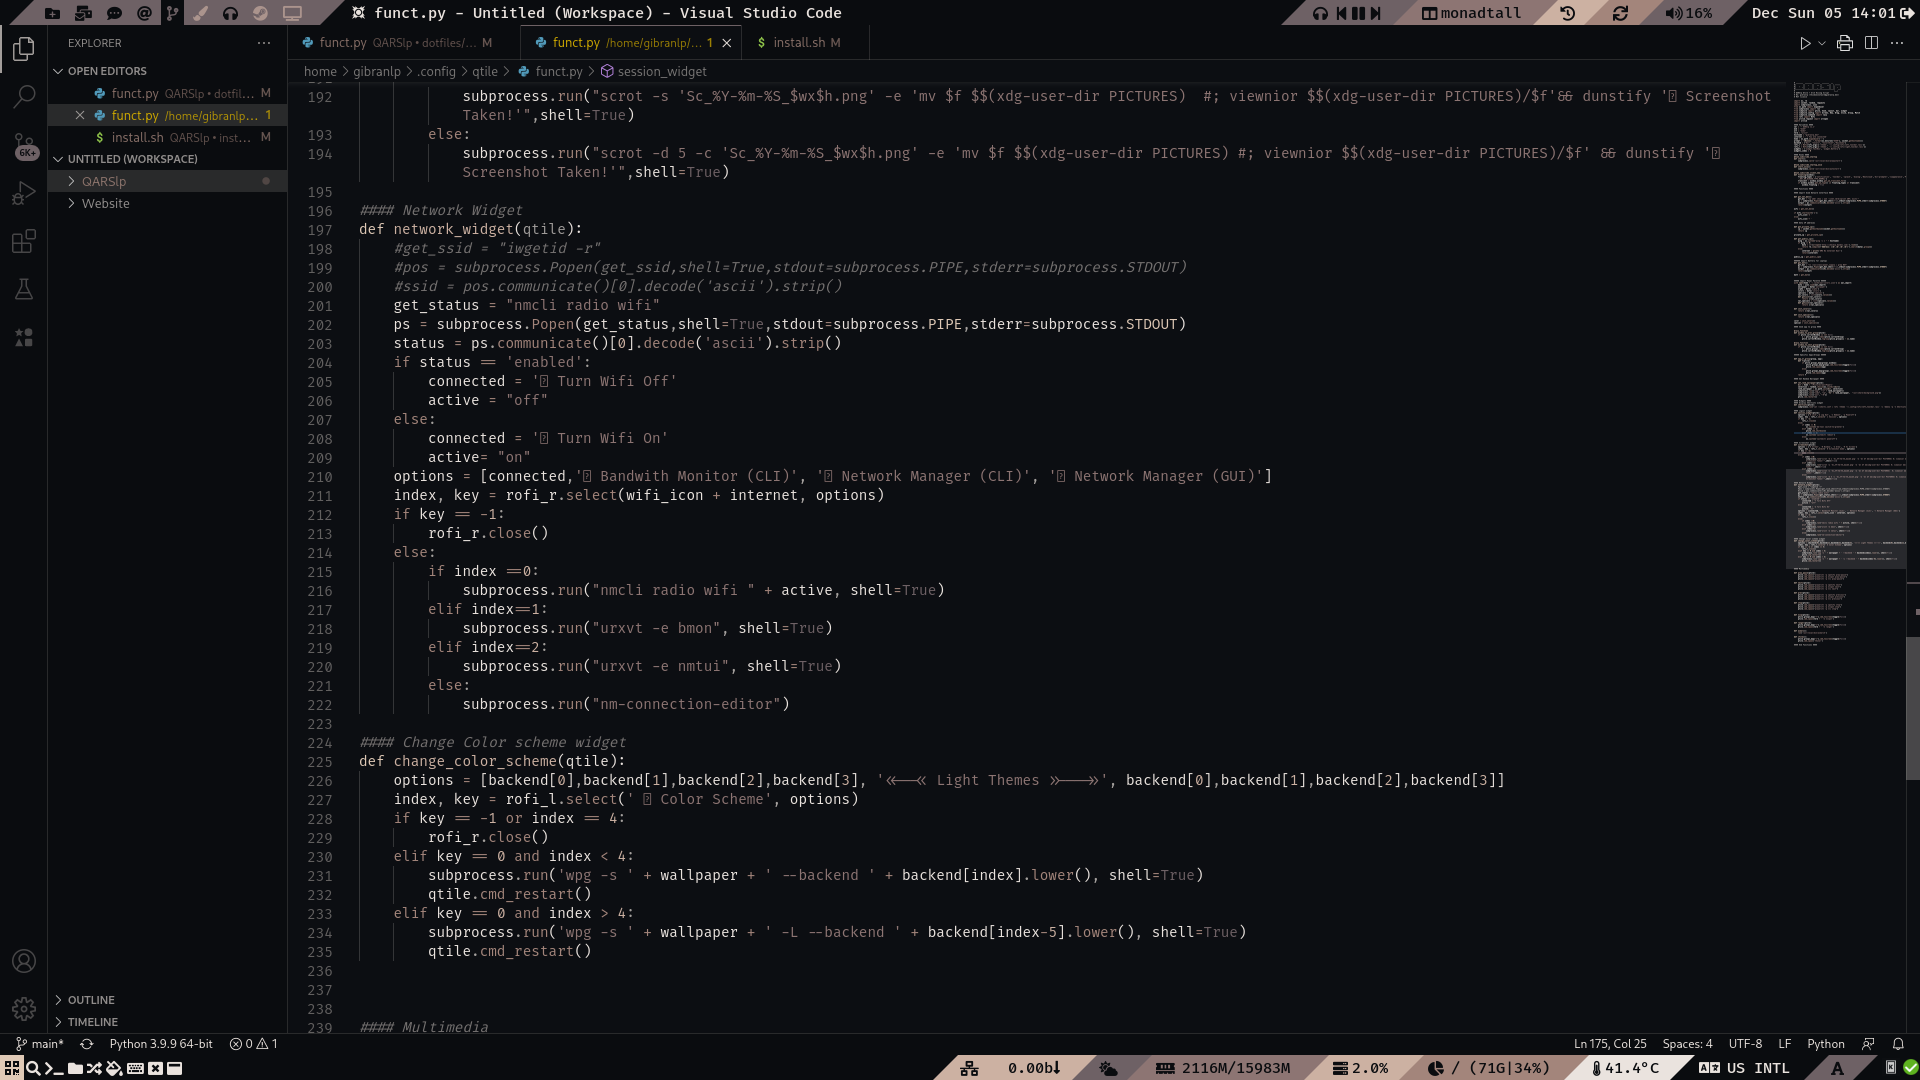 funct.py - Untitled (Workspace) - Visual Studio Code
monadtall
16%
Dec Sun 05 14:01
EXPLORER
funct.py QARSlp • dotfiles/... M
funct.py /home/gibranlp/... 1
install.sh M
OPEN EDITORS
funct.py QARSlp • dotfil... M
funct.py /home/gibranlp... 1
install.sh QARSlp • inst... M
UNTITLED (WORKSPACE)
QARSlp
Website
6K+
home > gibranlp > .config > qtile > funct.py > session_widget
192 subprocess.run("scrot -s 'Sc_%Y-%m-%S_$wx$h.png' -e 'mv $f $$(xdg-user-dir PICTURES)  #; viewnior $$(xdg-user-dir PICTURES)/$f'&& dunstify ' Screenshot
Taken!'",shell=True)
193 else:
194 subprocess.run("scrot -d 5 -c 'Sc_%Y-%m-%S_$wx$h.png' -e 'mv $f $$(xdg-user-dir PICTURES) #; viewnior $$(xdg-user-dir PICTURES)/$f' && dunstify '
Screenshot Taken!'",shell=True)
195
196 #### Network Widget
197 def network_widget(qtile):
198 #get_ssid = "iwgetid -r"
199 #pos = subprocess.Popen(get_ssid,shell=True,stdout=subprocess.PIPE,stderr=subprocess.STDOUT)
200 #ssid = pos.communicate()[0].decode('ascii').strip()
201 get_status = "nmcli radio wifi"
202 ps = subprocess.Popen(get_status,shell=True,stdout=subprocess.PIPE,stderr=subprocess.STDOUT)
203 status = ps.communicate()[0].decode('ascii').strip()
204 if status == 'enabled':
205 connected = ' Turn Wifi Off'
206 active = "off"
207 else:
208 connected = ' Turn Wifi On'
209 active= "on"
210 options = [connected,' Bandwith Monitor (CLI)', ' Network Manager (CLI)', ' Network Manager (GUI)']
211 index, key = rofi_r.select(wifi_icon + internet, options)
212 if key == -1:
213 rofi_r.close()
214 else:
215 if index ==0:
216 subprocess.run("nmcli radio wifi " + active, shell=True)
217 elif index==1:
218 subprocess.run("urxvt -e bmon", shell=True)
219 elif index==2:
220 subprocess.run("urxvt -e nmtui", shell=True)
221 else:
222 subprocess.run("nm-connection-editor")
223
224 #### Change Color scheme widget
225 def change_color_scheme(qtile):
226 options = [backend[0],backend[1],backend[2],backend[3], '<<---<< Light Themes >>--->>', backend[0],backend[1],backend[2],backend[3]]
227 index, key = rofi_l.select('  Color Scheme', options)
228 if key == -1 or index == 4:
229 rofi_r.close()
230 elif key == 0 and index < 4:
231 subprocess.run('wpg -s ' + wallpaper + ' --backend ' + backend[index].lower(), shell=True)
232 qtile.cmd_restart()
233 elif key == 0 and index > 4:
234 subprocess.run('wpg -s ' + wallpaper + ' -L --backend ' + backend[index-5].lower(), shell=True)
235 qtile.cmd_restart()
236
237
238
239 #### Multimedia
OUTLINE
TIMELINE
main* Python 3.9.9 64-bit 0 1
Ln 175, Col 25 Spaces: 4 UTF-8 LF Python
0.00b↓
2116M/15983M
2.0%
/ (71G|34%)
41.4°C
US INTL
A